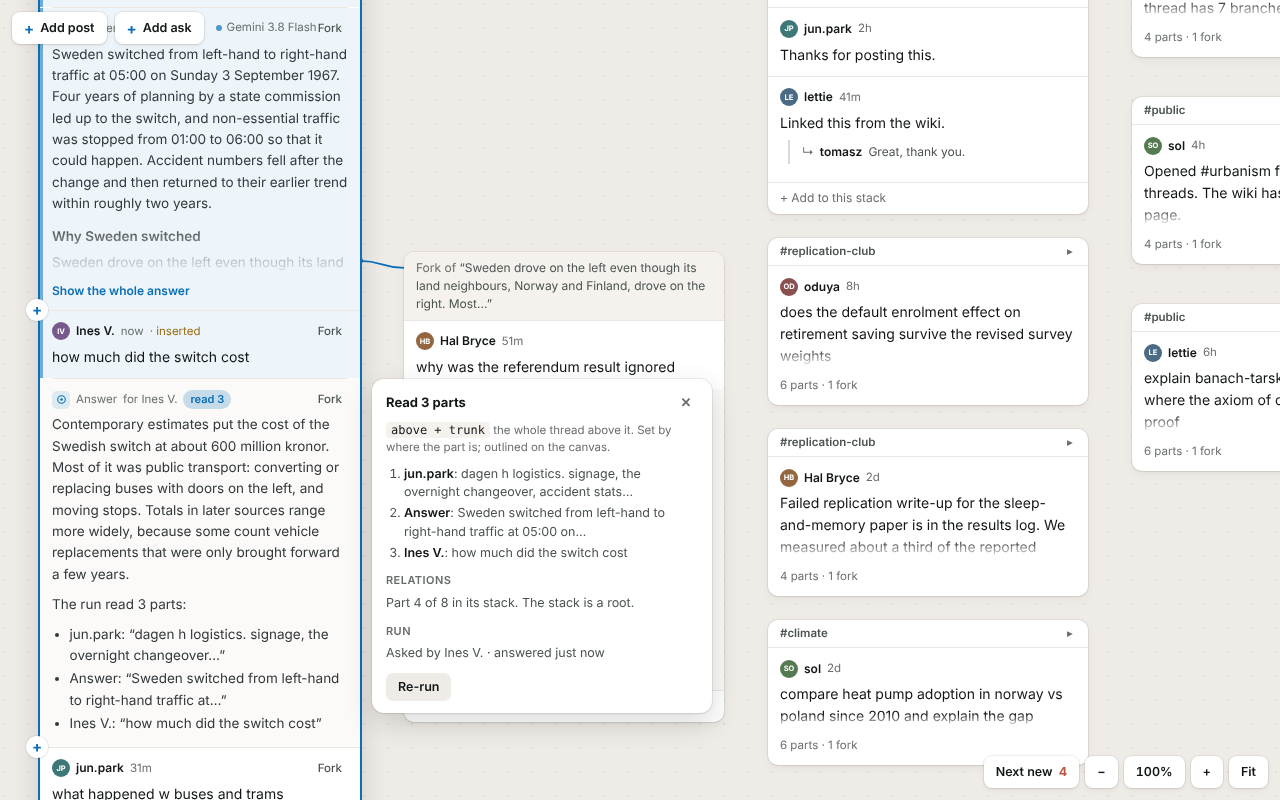 + Add post
+ Add ask
Gemini 3.8 Flash
Fork
Sweden switched from left-hand to right-hand
traffic at 05:00 on Sunday 3 September 1967.
Four years of planning by a state commission
led up to the switch, and non-essential traffic
was stopped from 01:00 to 06:00 so that it
could happen. Accident numbers fell after the
change and then returned to their earlier trend
within roughly two years.
Why Sweden switched
Sweden drove on the left even though its land
Show the whole answer
+
IV Ines V. now · inserted Fork
how much did the switch cost
Answer for Ines V. read 3 Fork
Contemporary estimates put the cost of the
Swedish switch at about 600 million kronor.
Most of it was public transport: converting or
replacing buses with doors on the left, and
moving stops. Totals in later sources range
more widely, because some count vehicle
replacements that were only brought forward
a few years.
The run read 3 parts:
• jun.park: “dagen h logistics. signage, the
overnight changeover…”
• Answer: “Sweden switched from left-hand
to right-hand traffic at…”
• Ines V.: “how much did the switch cost”
+
JP jun.park 31m Fork
what happened w buses and trams
Fork of “Sweden drove on the left even though its
land neighbours, Norway and Finland, drove on the
right. Most…”
HB Hal Bryce 51m
why was the referendum result ignored
Read 3 parts ×
above + trunk the whole thread above it. Set by
where the part is; outlined on the canvas.
1. jun.park: dagen h logistics. signage, the
overnight changeover, accident stats…
2. Answer: Sweden switched from left-hand to
right-hand traffic at 05:00 on…
3. Ines V.: how much did the switch cost
RELATIONS
Part 4 of 8 in its stack. The stack is a root.
RUN
Asked by Ines V. · answered just now
Re-run
JP jun.park 2h
Thanks for posting this.
LE lettie 41m
Linked this from the wiki.
↳ tomasz Great, thank you.
+ Add to this stack
#replication-club ▸
OD oduya 8h
does the default enrolment effect on
retirement saving survive the revised survey
weights
6 parts · 1 fork
#replication-club ▸
HB Hal Bryce 2d
Failed replication write-up for the sleep-
and-memory paper is in the results log. We
measured about a third of the reported
4 parts · 1 fork
#climate ▸
SO sol 2d
compare heat pump adoption in norway vs
poland since 2010 and explain the gap
6 parts · 1 fork
thread has 7
4 parts · 1 fork
#public
SO sol 4h
Opened #urbanism
threads. The wiki
page.
4 parts · 1 fork
#public
LE lettie 6h
explain
where the axiom of
proof
6 parts · 1 fork
Next new 4
−
100%
+
Fit